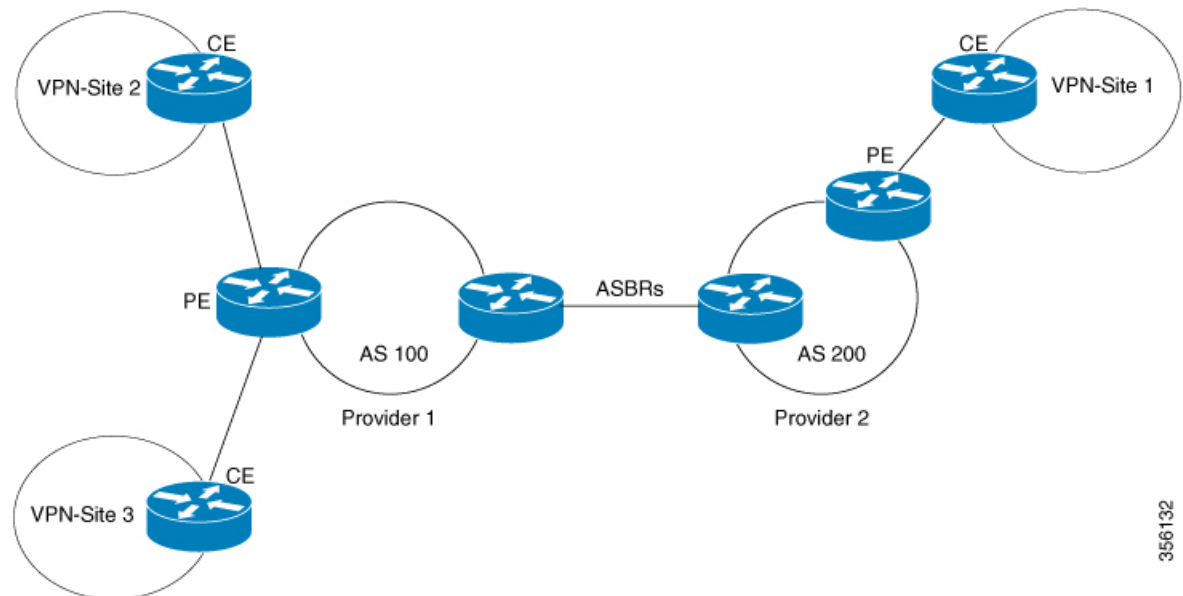 CE
VPN-Site 2
CE
VPN-Site 1
PE
PE
ASBRs
AS 100
AS 200
Provider 1
Provider 2
CE
VPN-Site 3
356132